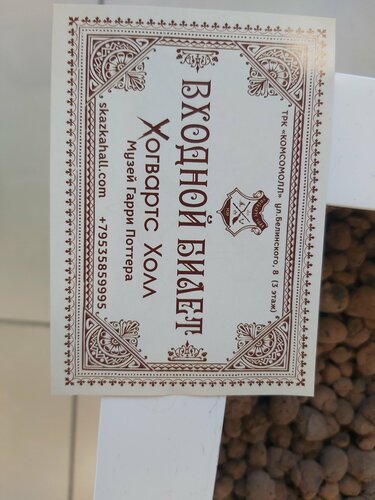 ТРК «КОМСОМОЛЛ» ул.Белинского, 8 (3 этаж)
ВХОДНОЙ БИЛЕТ
Хогвартс Холл
Музей Гарри Поттера
skazkahall.com +79535859995